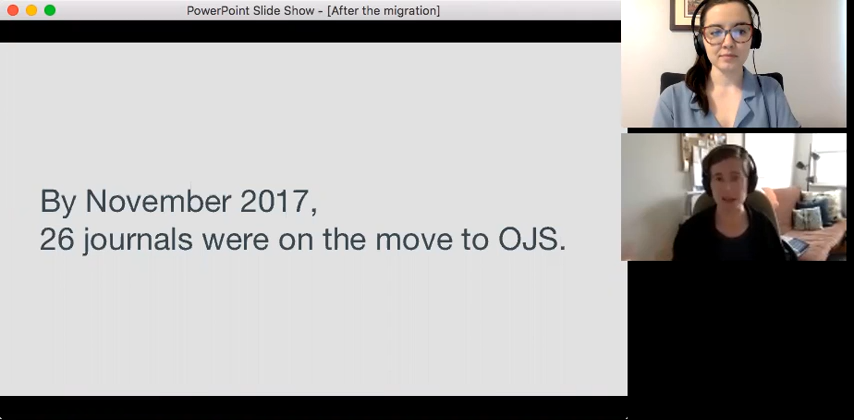 PowerPoint Slide Show - [After the migration]
By November 2017,
26 journals were on the move to OJS.